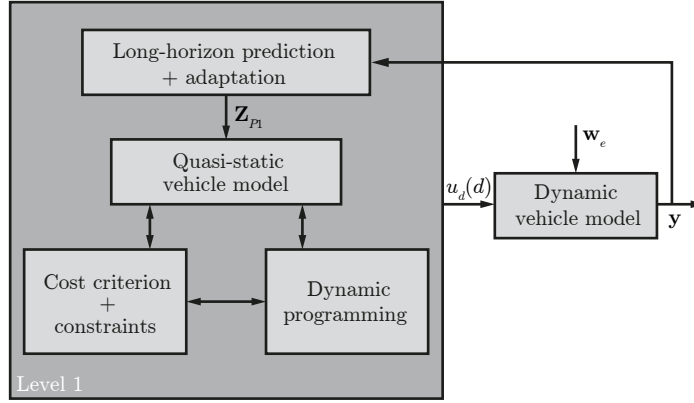 Long-horizon prediction
+ adaptation
Z_{P1}
Quasi-static
vehicle model
Cost criterion
+
constraints
Dynamic
programming
Level 1
u_d(d)
w_e
Dynamic
vehicle model
y